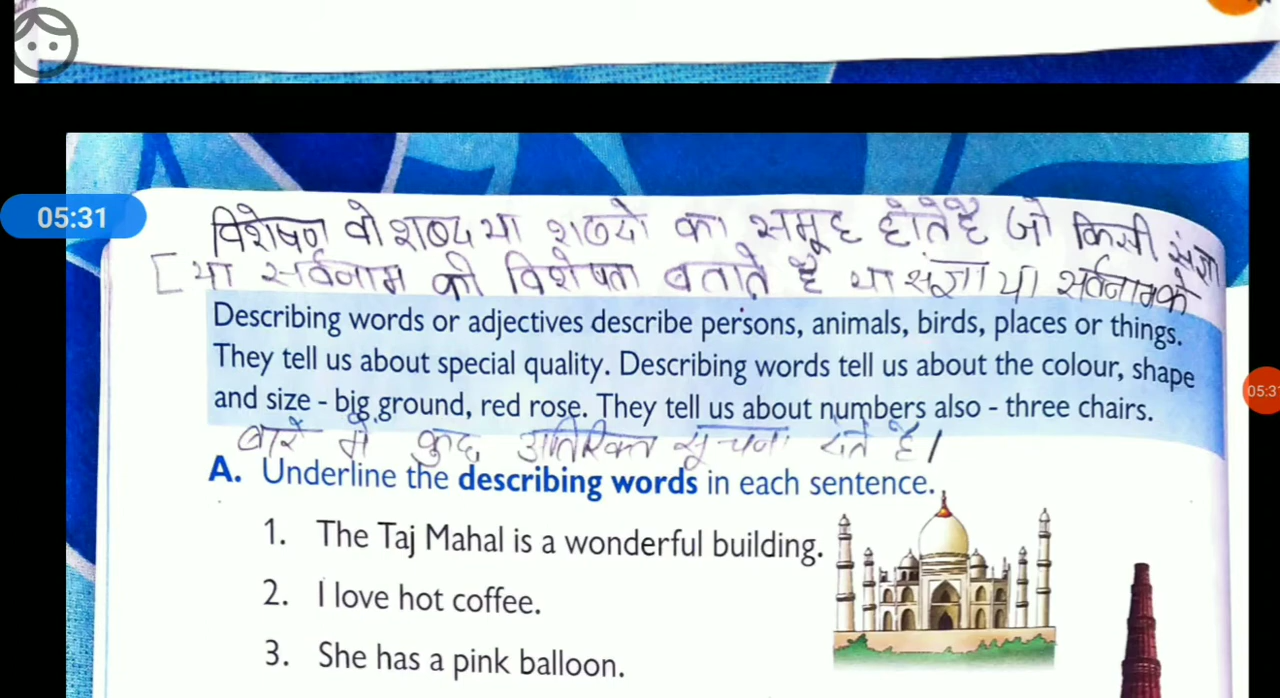 05:31
विशेषण वो शब्द या शब्दो का समूह होते है जो किसी संज्ञा
[या सर्वनाम की विशेषता बताते है या संज्ञा या सर्वनाम के
Describing words or adjectives describe persons, animals, birds, places or things.
They tell us about special quality. Describing words tell us about the colour, shape
and size - big ground, red rose. They tell us about numbers also - three chairs.
05:31
बारे मे कुछ अतिरिक्त सूचना देते है।
A. Underline the describing words in each sentence.
1. The Taj Mahal is a wonderful building.
2. I love hot coffee.
3. She has a pink balloon.